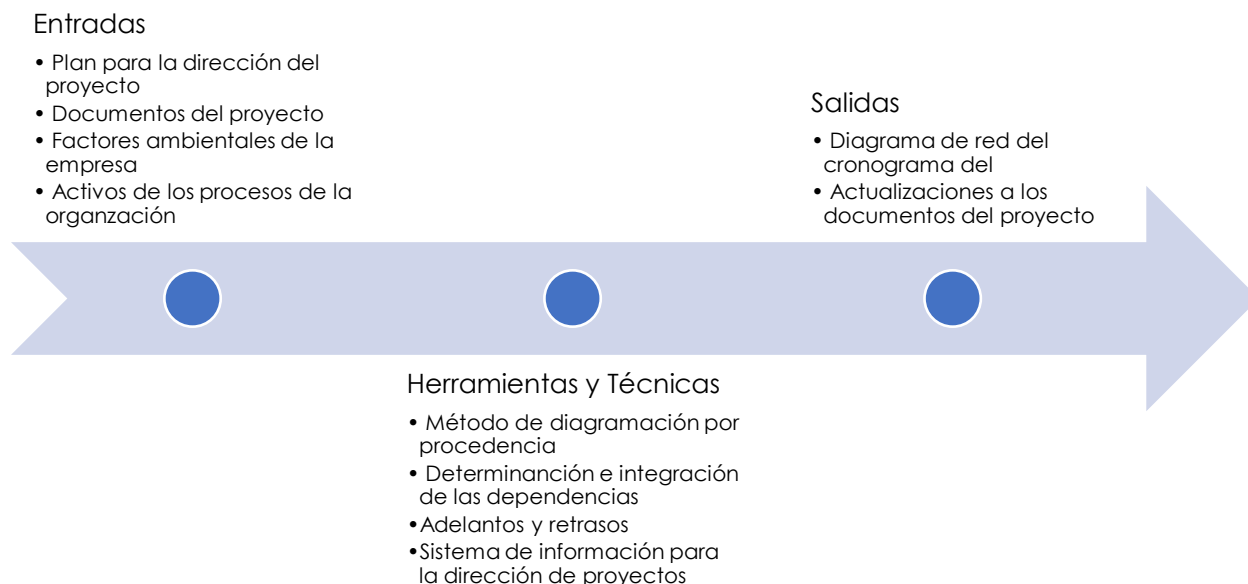 Entradas
• Plan para la dirección del
proyecto
• Documentos del proyecto
• Factores ambientales de la
empresa
• Activos de los procesos de la
organzación
Salidas
• Diagrama de red del
cronograma del
• Actualizaciones a los
documentos del proyecto
Herramientas y Técnicas
• Método de diagramación por
procedencia
• Determinanción e integración
de las dependencias
•Adelantos y retrasos
•Sistema de información para
la dirección de proyectos